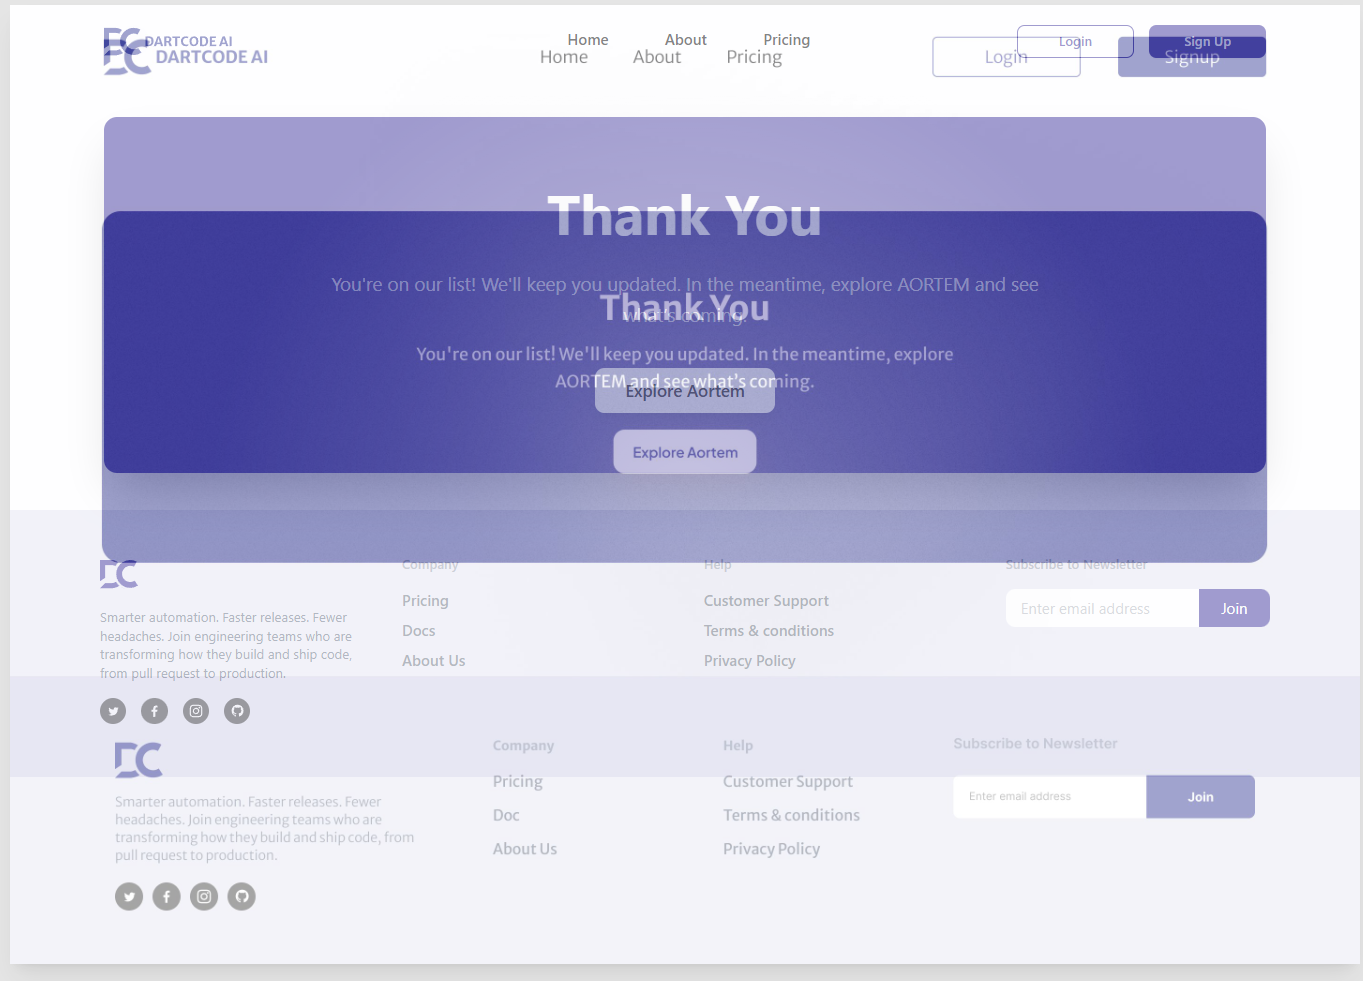 DARTCODE AI
Home About Pricing
Login Sign Up
DARTCODE AI
Home About Pricing
Login Signup
Thank You
You're on our list! We'll keep you updated. In the meantime, explore AORTEM and see
what's coming.
Thank You
You're on our list! We'll keep you updated. In the meantime, explore
AORTEM and see what's coming.
Explore Aortem
Explore Aortem
Company
Help
Subscribe to Newsletter
Pricing
Customer Support
Enter email address Join
Smarter automation. Faster releases. Fewer
headaches. Join engineering teams who are
transforming how they build and ship code,
from pull request to production.
Docs
Terms & conditions
About Us
Privacy Policy
Company
Help
Subscribe to Newsletter
Pricing
Customer Support
Enter email address Join
Smarter automation. Faster releases. Fewer
headaches. Join engineering teams who are
transforming how they build and ship code, from
pull request to production.
Doc
Terms & conditions
About Us
Privacy Policy